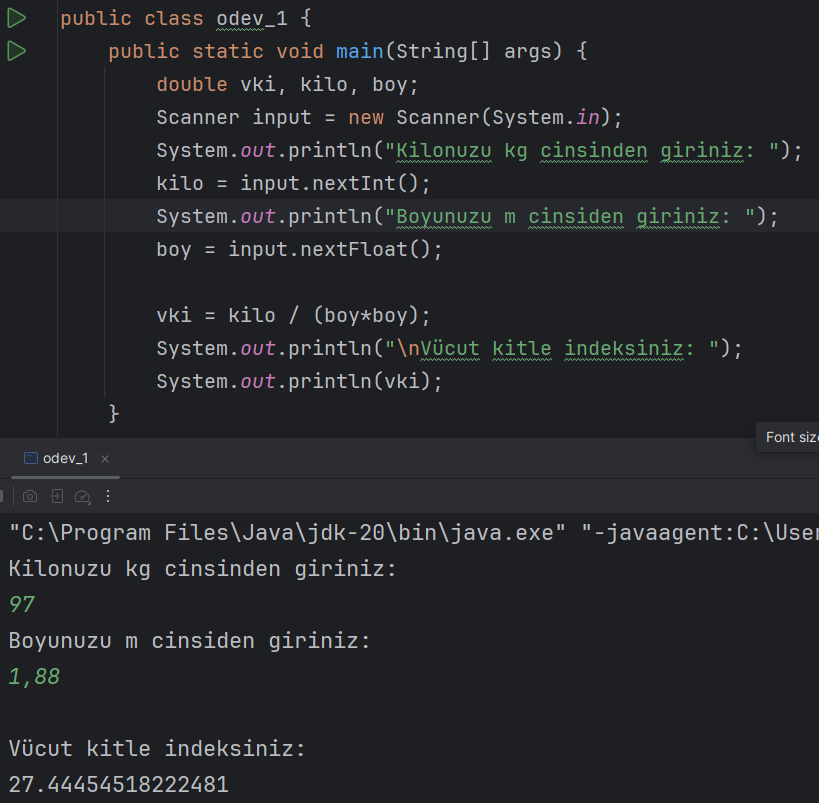 public class odev_1 {
public static void main(String[] args) {
double vki, kilo, boy;
Scanner input = new Scanner(System.in);
System.out.println("Kilonuzu kg cinsinden giriniz: ");
kilo = input.nextInt();
System.out.println("Boyunuzu m cinsiden giriniz: ");
boy = input.nextFloat();
vki = kilo / (boy*boy);
System.out.println("\nVücut kitle indeksiniz: ");
System.out.println(vki);
}
Font size
odev_1 ×
"C:\Program Files\Java\jdk-20\bin\java.exe" "-javaagent:C:\User
Kilonuzu kg cinsinden giriniz:
97
Boyunuzu m cinsiden giriniz:
1,88
Vücut kitle indeksiniz:
27.44454518222481